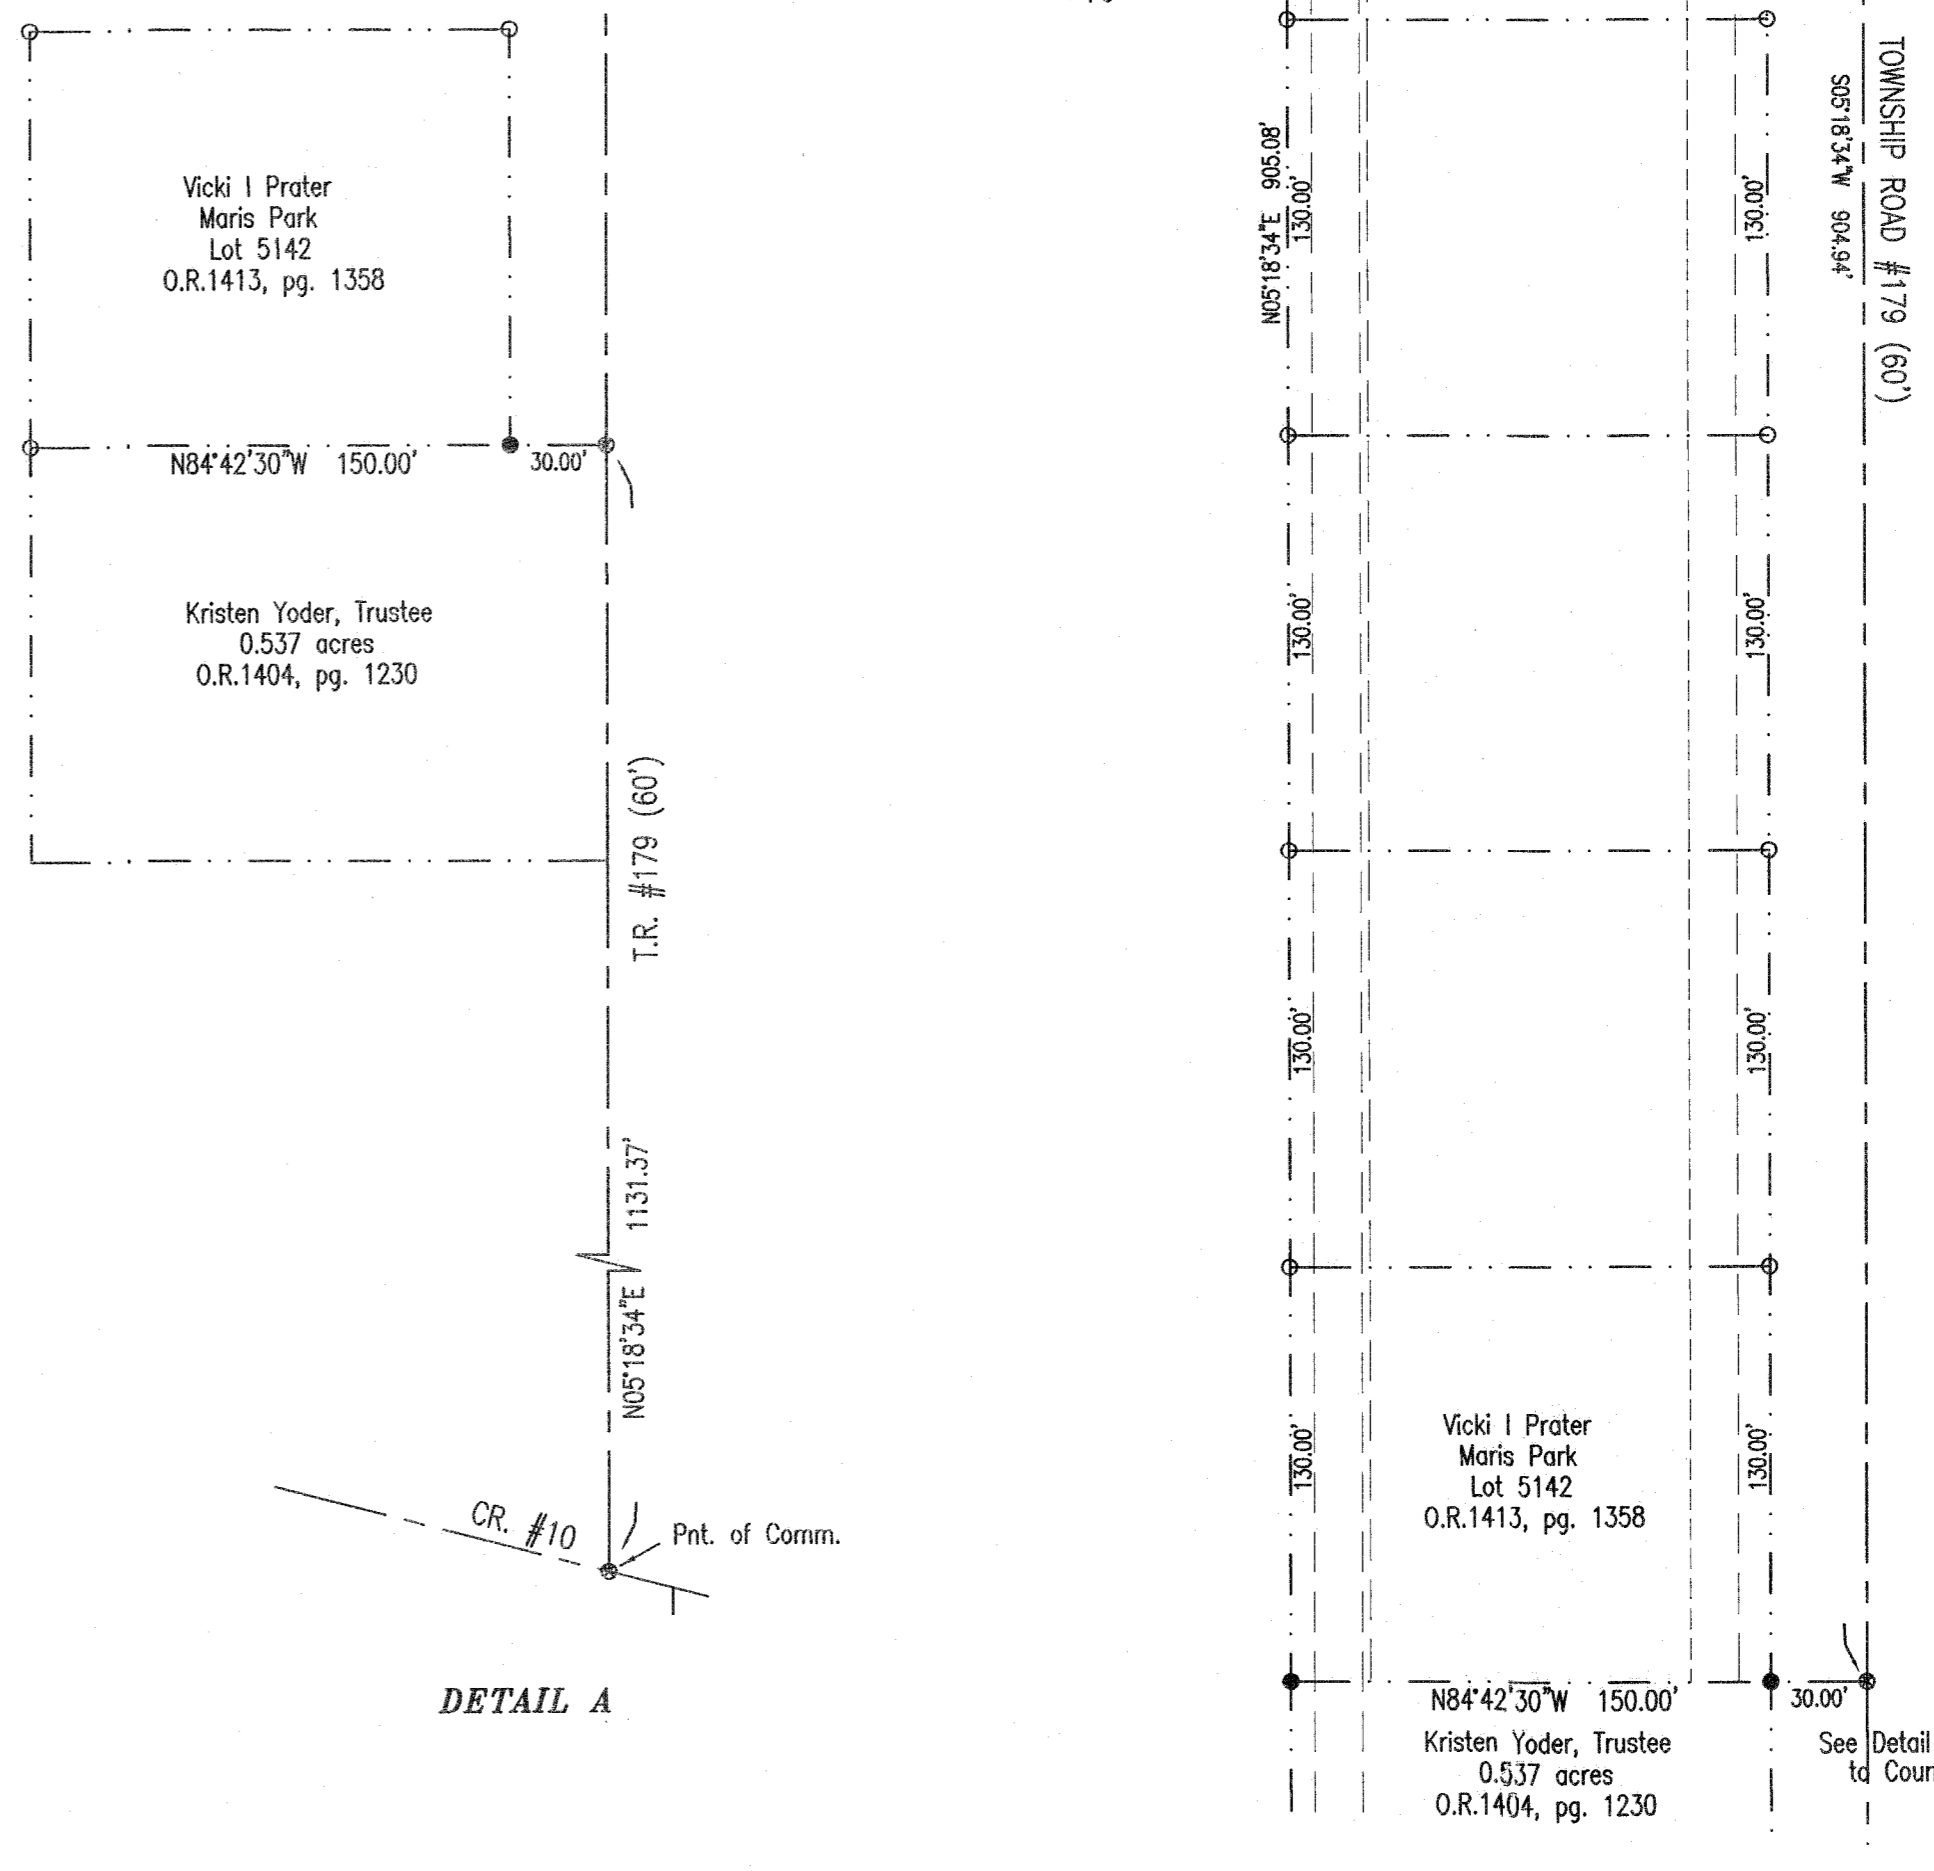 Vicki I Prater
Maris Park
Lot 5142
O.R.1413, pg. 1358
N84°42'30"W 150.00'
30.00'
Kristen Yoder, Trustee
0.537 acres
O.R.1404, pg. 1230
T.R. #179 (60')
N05°18'34"E 1131.37'
CR. #10
Pnt. of Comm.
DETAIL A
N05°18'34"E 905.08'
130.00'
130.00'
S05°18'34"W 904.94'
TOWNSHIP ROAD #179 (60')
130.00'
130.00'
130.00'
130.00'
130.00'
Vicki I Prater
Maris Park
Lot 5142
O.R.1413, pg. 1358
130.00'
N84°42'30"W 150.00'
30.00'
Kristen Yoder, Trustee
0.537 acres
O.R.1404, pg. 1230
See Detail
to